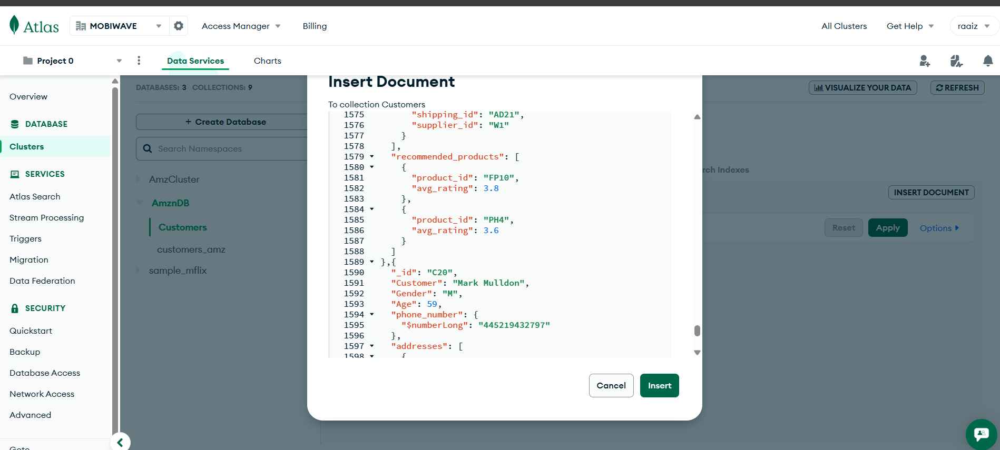 Atlas
MOBIWAVE
Access Manager
Billing
All Clusters
Get Help
raaiz
Project 0
Data Services
Charts
Overview
DATABASE
Clusters
SERVICES
Atlas Search
Stream Processing
Triggers
Migration
Data Federation
SECURITY
Quickstart
Backup
Database Access
Network Access
Advanced
Goto
DATABASES: 3 COLLECTIONS: 9
+ Create Database
Search Namespaces
AmzCluster
AmznDB
Customers
customers_amz
sample_mflix
VISUALIZE YOUR DATA
REFRESH
rch Indexes
INSERT DOCUMENT
Reset
Apply
Options
Insert Document
To collection Customers
1575 "shipping_id": "AD21",
1576 "supplier_id": "W1"
1577 }
1578 ],
1579 "recommended_products": [
1580 {
1581 "product_id": "FP10",
1582 "avg_rating": 3.8
1583 },
1584 {
1585 "product_id": "PH4",
1586 "avg_rating": 3.6
1587 }
1588 ]
1589 },{
1590 "_id": "C20",
1591 "Customer": "Mark Mulldon",
1592 "Gender": "M",
1593 "Age": 59,
1594 "phone_number": {
1595 "$numberLong": "445219432797"
1596 },
1597 "addresses": [
1598 {
Cancel
Insert